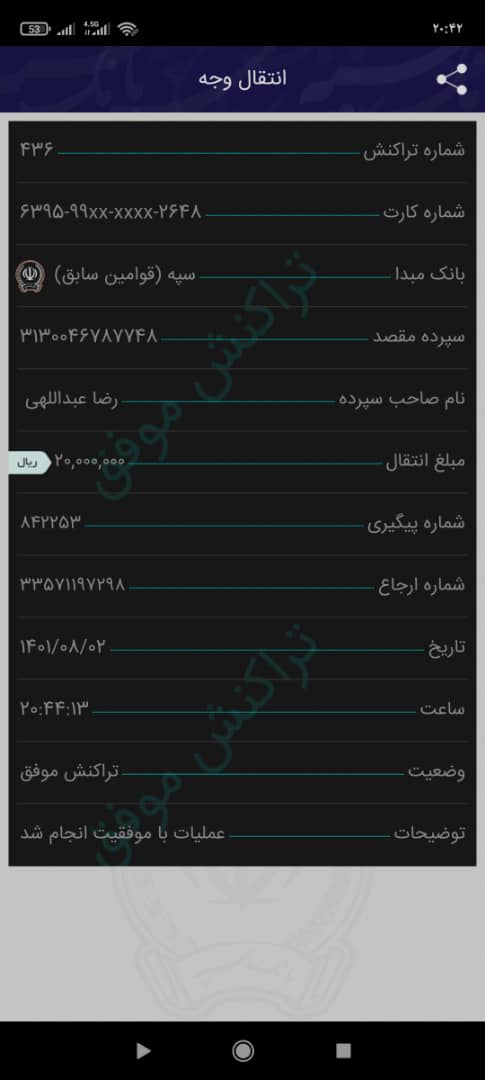 53 4.5G ۲۰:۴۲
انتقال وجه
شماره تراکنش ۴۳۶
شماره کارت ۶۳۹۵-۹۹xx-xxxx-۲۶۴۸
بانک مبدا سپه (قوامین سابق)
سپرده مقصد ۳۱۳۰۰۴۶۷۸۷۷۴۸
نام صاحب سپرده رضا عبداللهی
مبلغ انتقال ۲۰,۰۰۰,۰۰۰ ریال
شماره پیگیری ۸۴۲۲۵۳
شماره ارجاع ۳۳۵۷۱۱۹۷۲۹۸
تاریخ ۱۴۰۱/۰۸/۰۲
ساعت ۲۰:۴۴:۱۳
وضعیت تراکنش موفق
توضیحات عملیات با موفقیت انجام شد
تراکنش موفق
تراکنش موفق